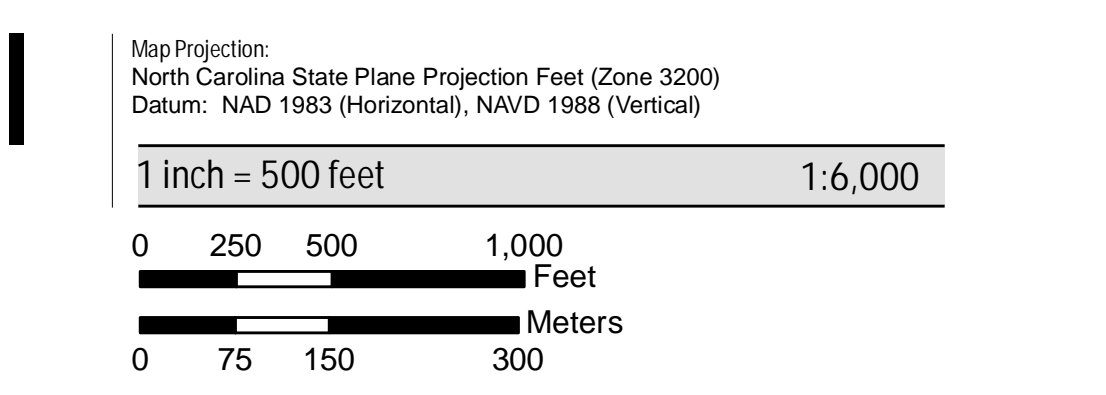 Map Projection:
North Carolina State Plane Projection Feet (Zone 3200)
Datum: NAD 1983 (Horizontal), NAVD 1988 (Vertical)
1 inch = 500 feet 1:6,000
0 250 500 1,000
Feet
Meters
0 75 150 300